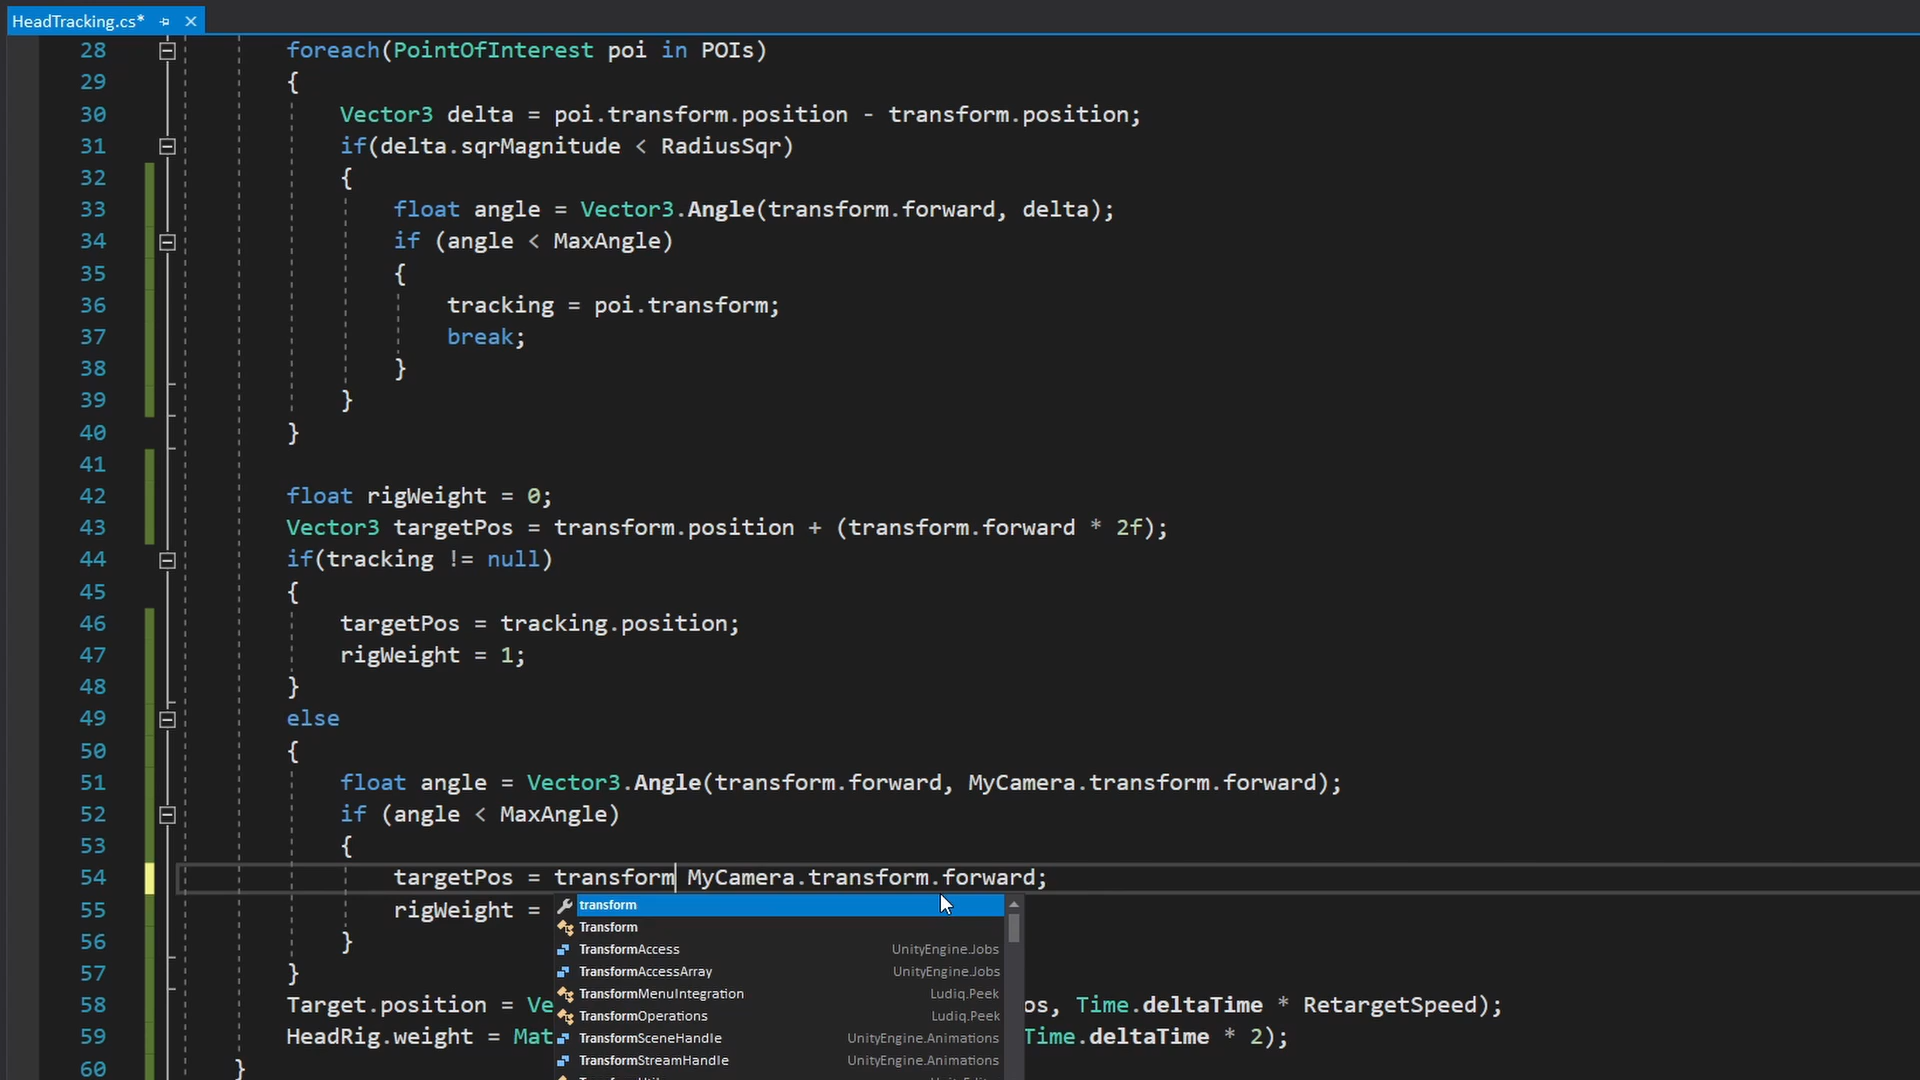 HeadTracking.cs*
28 foreach(PointOfInterest poi in POIs)
29 {
30 Vector3 delta = poi.transform.position - transform.position;
31 if(delta.sqrMagnitude < RadiusSqr)
32 {
33 float angle = Vector3.Angle(transform.forward, delta);
34 if (angle < MaxAngle)
35 {
36 tracking = poi.transform;
37 break;
38 }
39 }
40 }
41
42 float rigWeight = 0;
43 Vector3 targetPos = transform.position + (transform.forward * 2f);
44 if(tracking != null)
45 {
46 targetPos = tracking.position;
47 rigWeight = 1;
48 }
49 else
50 {
51 float angle = Vector3.Angle(transform.forward, MyCamera.transform.forward);
52 if (angle < MaxAngle)
53 {
54 targetPos = transform MyCamera.transform.forward;
55 rigWeight =
transform
56 }
Transform
TransformAccess UnityEngine.Jobs
57 }
TransformAccessArray UnityEngine.Jobs
TransformMenuIntegration Ludiq.Peek
58 Target.position = Ve os, Time.deltaTime * RetargetSpeed);
TransformOperations Ludiq.Peek
59 HeadRig.weight = Mat Time.deltaTime * 2);
TransformSceneHandle UnityEngine.Animations
TransformStreamHandle UnityEngine.Animations
60 }